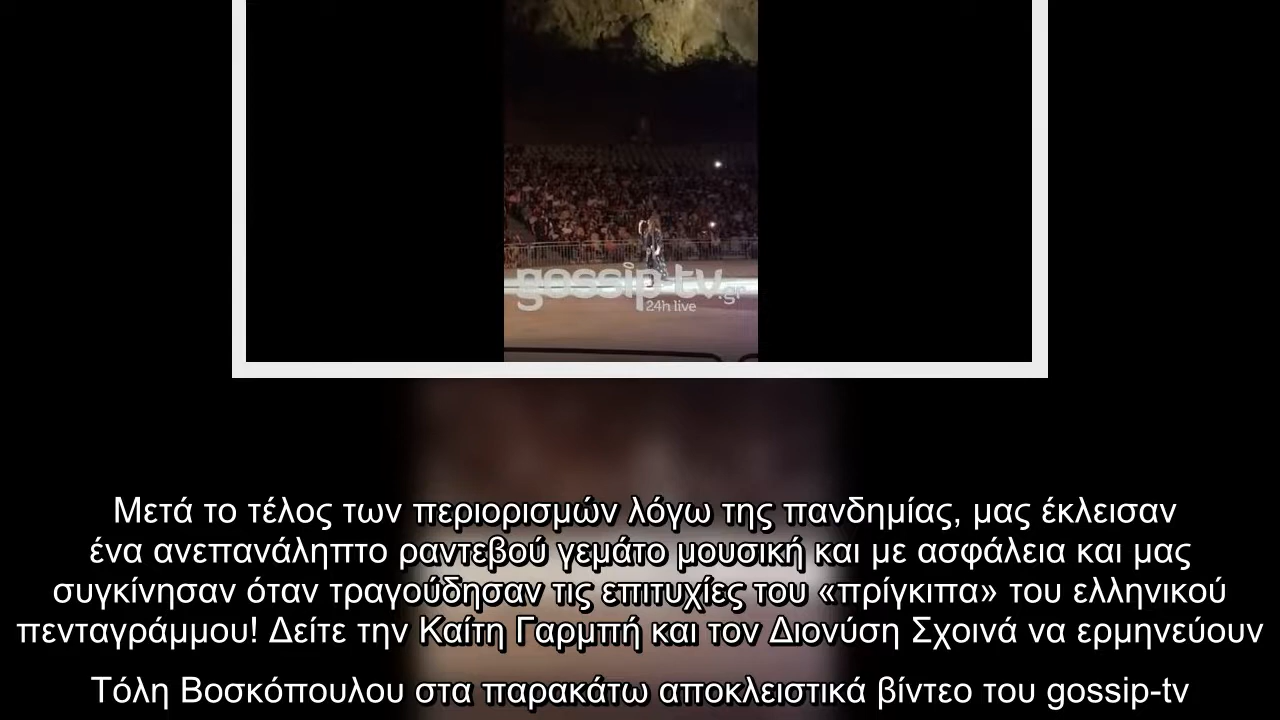 gossip-tv.gr
24h live
Μετά το τέλος των περιορισμών λόγω της πανδημίας, μας έκλεισαν
ένα ανεπανάληπτο ραντεβού γεμάτο μουσική και με ασφάλεια και μας
συγκίνησαν όταν τραγούδησαν τις επιτυχίες του «πρίγκιπα» του ελληνικού
πενταγράμμου! Δείτε την Καίτη Γαρμπή και τον Διονύση Σχοινά να ερμηνεύουν
Τόλη Βοσκόπουλου στα παρακάτω αποκλειστικά βίντεο του gossip-tv